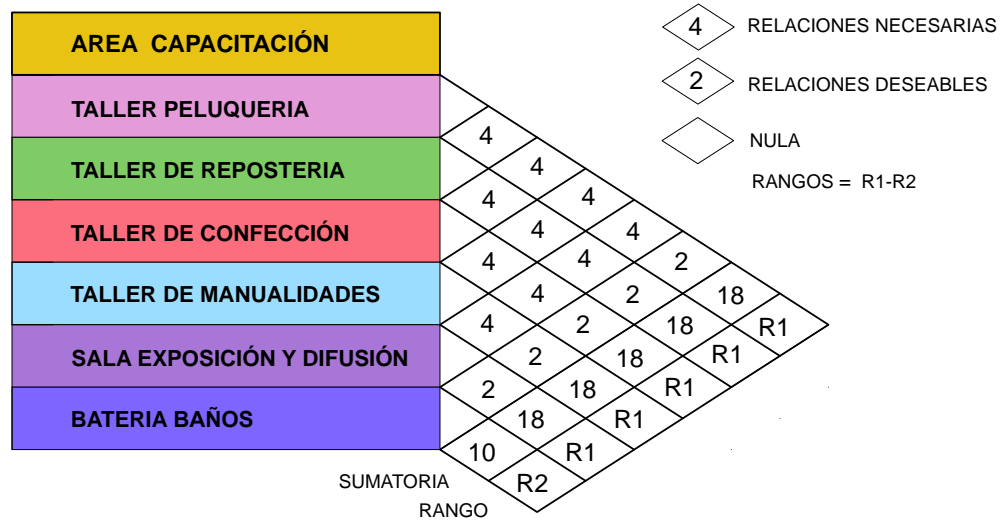 AREA CAPACITACIÓN
TALLER PELUQUERIA
TALLER DE REPOSTERIA
TALLER DE CONFECCIÓN
TALLER DE MANUALIDADES
SALA EXPOSICIÓN Y DIFUSIÓN
BATERIA BAÑOS
4 RELACIONES NECESARIAS
2 RELACIONES DESEABLES
NULA
RANGOS = R1-R2
4
4
4 4
4 4
4 4 2
4 2 18
4 2 18 R1
2 18 R1
2 18 R1
18 R1
10 R1
SUMATORIA R2
RANGO